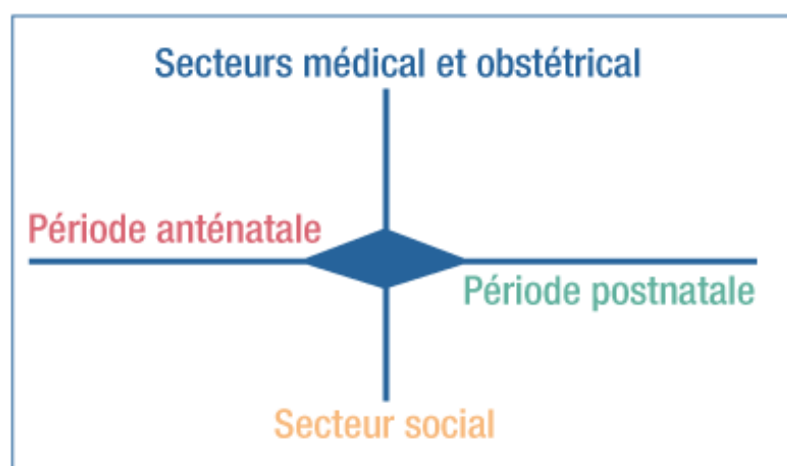 Secteurs médical et obstétrical
Période anténatale
Période postnatale
Secteur social